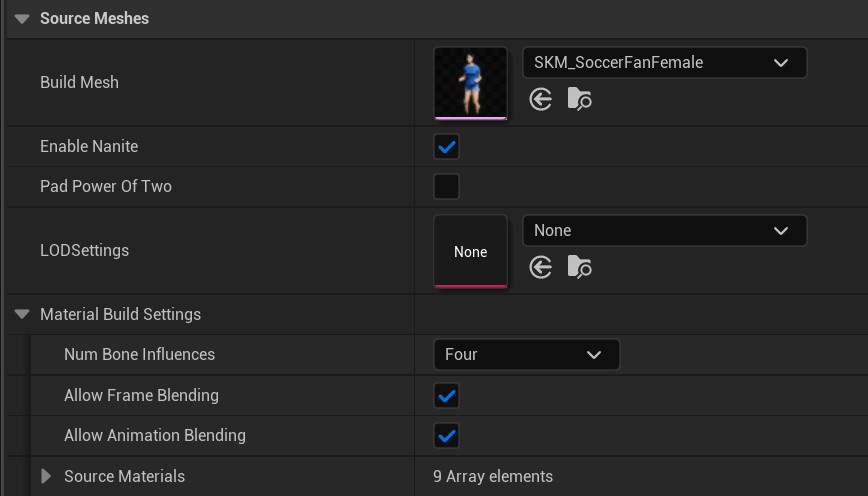 Source Meshes
Build Mesh
SKM_SoccerFanFemale
Enable Nanite
Pad Power Of Two
LODSettings
None
None
Material Build Settings
Num Bone Influences
Four
Allow Frame Blending
Allow Animation Blending
Source Materials
9 Array elements